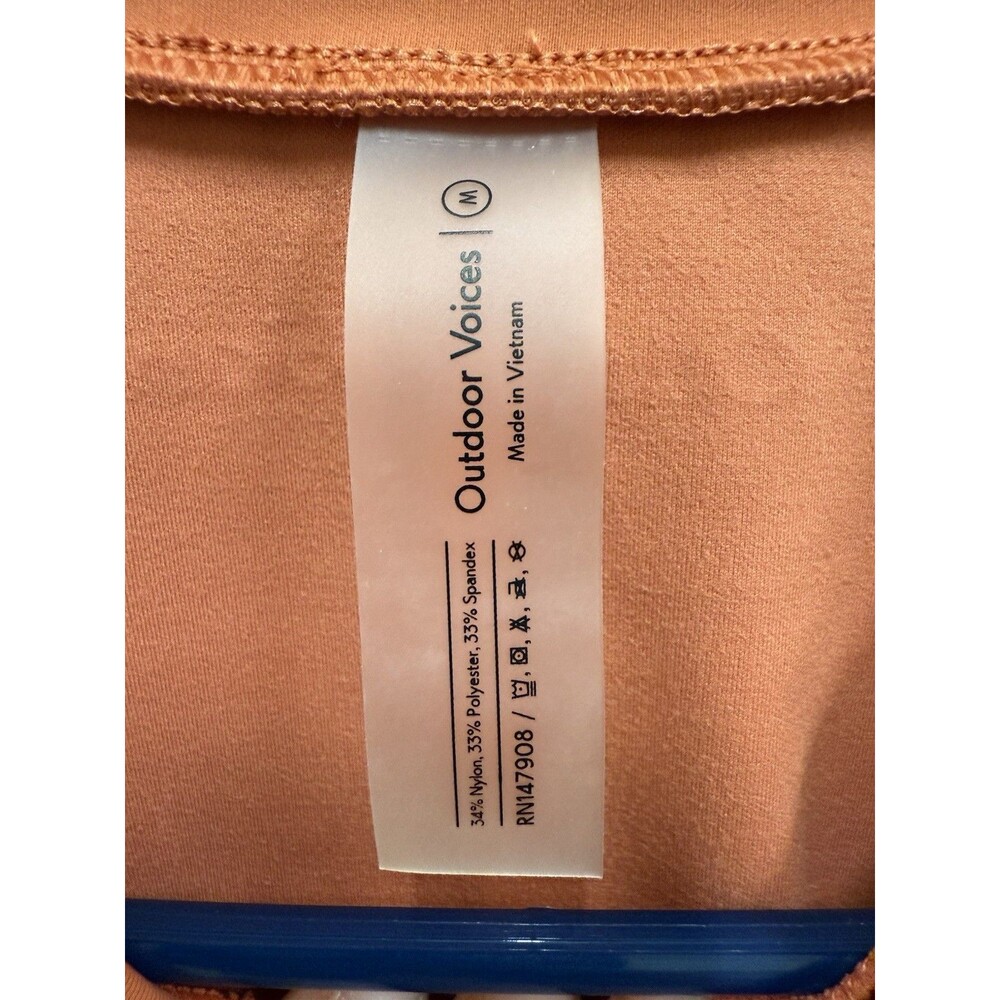 34% Nylon, 33% Polyester, 33% Spandex
RN147908 /
Outdoor Voices | M
Made in Vietnam